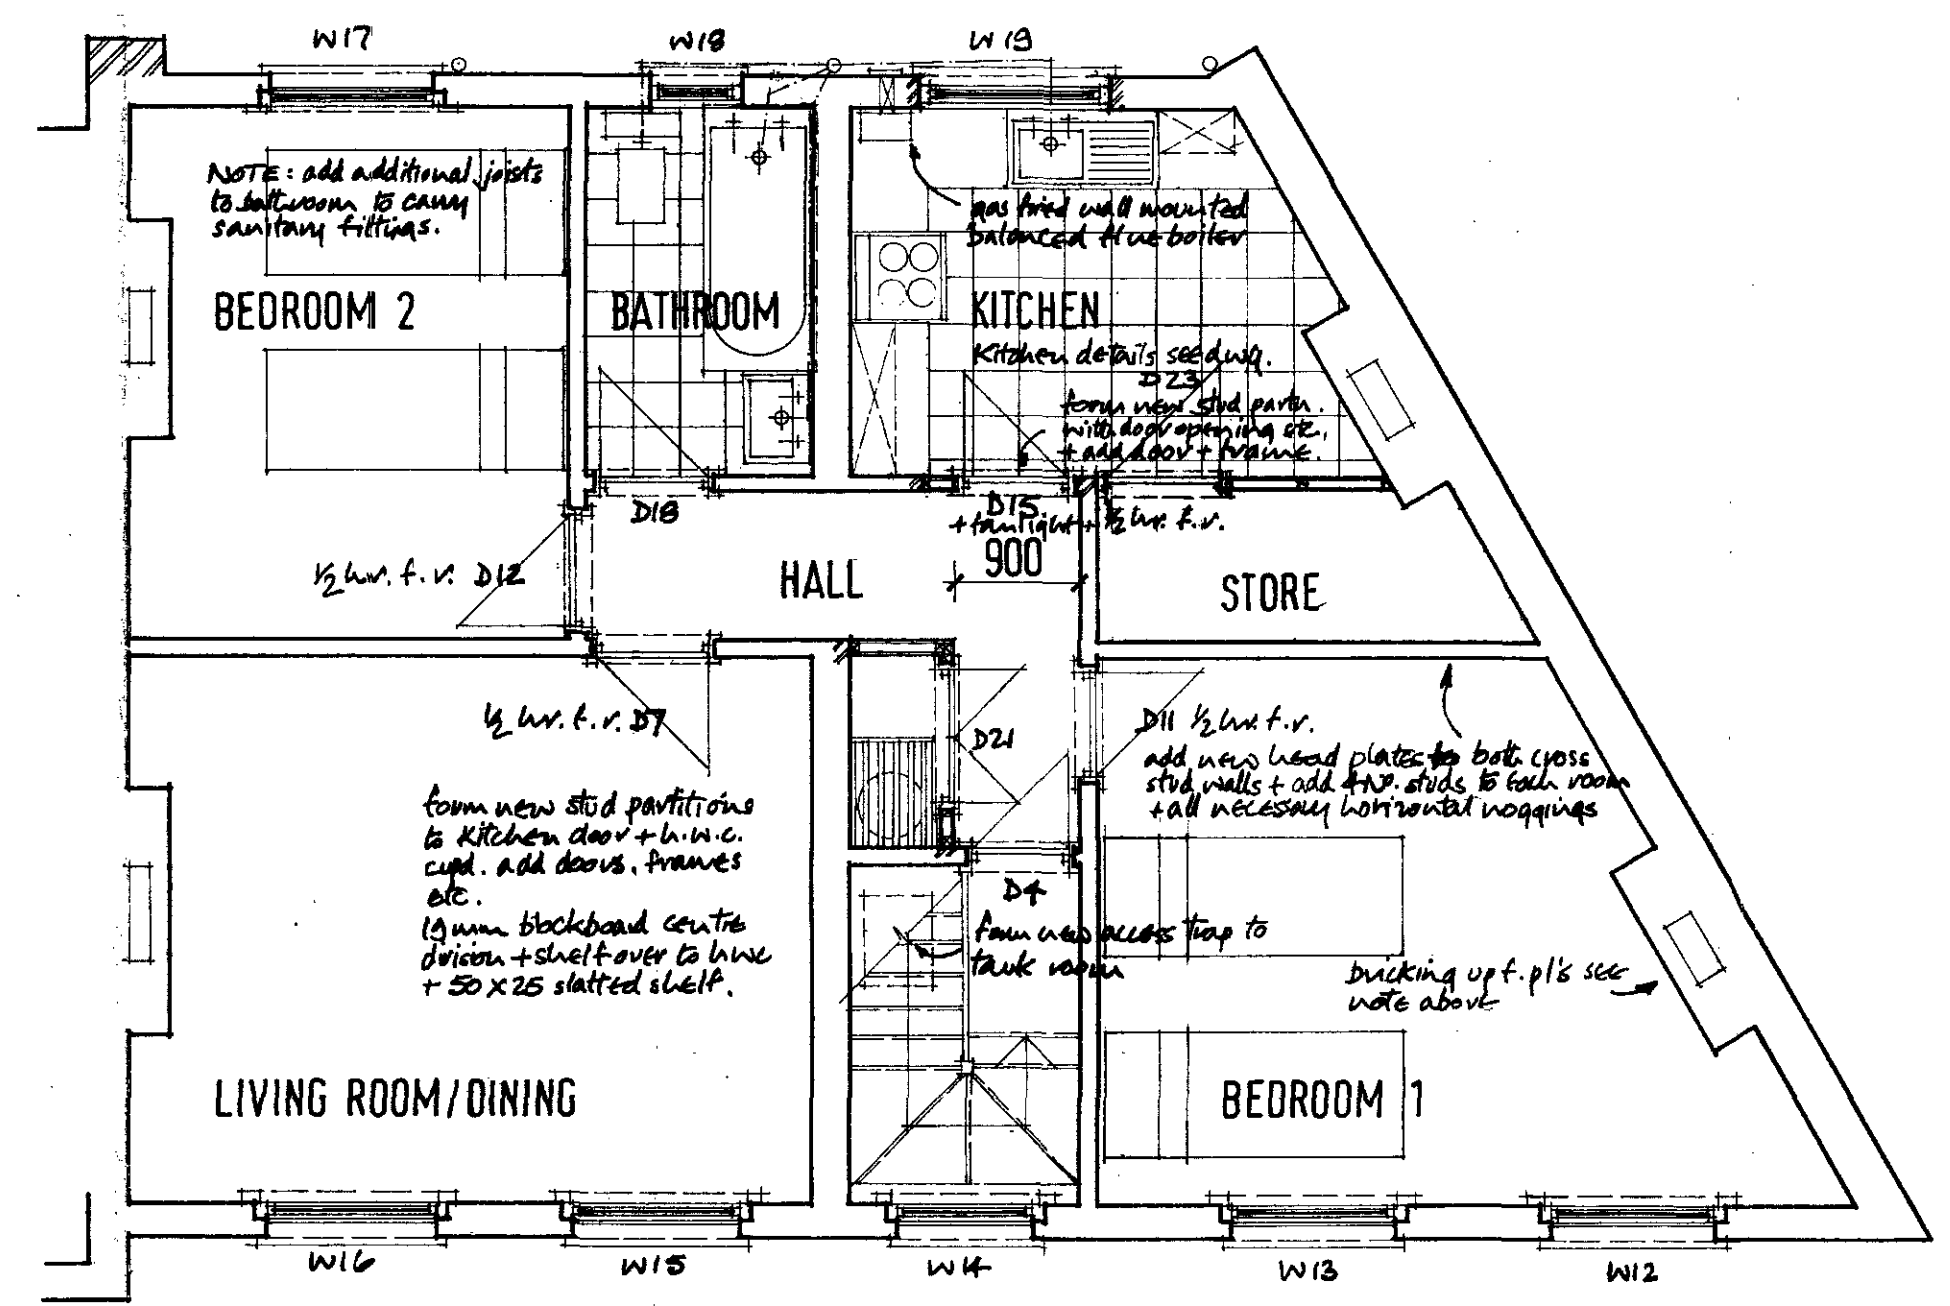 W17
W18
W19
NOTE: add additional joists
to bathroom to carry
sanitary fittings.
gas fired wall mounted
balanced flue boiler
BEDROOM 2
BATHROOM
KITCHEN
Kitchen details see dwg.
D23
form new stud partn.
with door opening etc.
+ add door + frame.
D18
D15
+ fanlight + ½ hr. f.r.
900
½ hr. f.r. D12
HALL
STORE
½ hr. f.r. D7
D21
D11 ½ hr. f.r.
add new head plates to both cross
stud walls + add 4 No. studs to each room
+ all necessary horizontal noggings
form new stud partitions
to kitchen door + h.w.c.
cupd. add doors, frames
etc.
19mm blockboard centre
division + shelf over to hwc
+ 50 x 25 slatted shelf.
D4
form new access trap to
tank room
bricking up f.pl's see
note above
LIVING ROOM/DINING
BEDROOM 1
W16
W15
W14
W13
W12